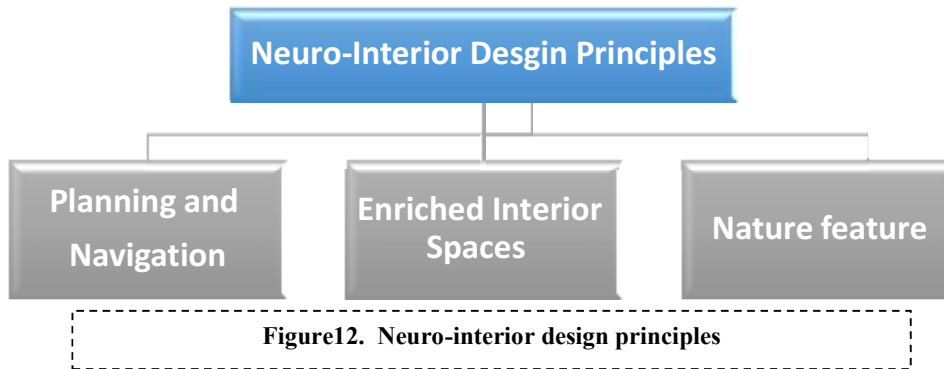 Neuro-Interior Desgin Principles
Planning and
Navigation
Enriched Interior
Spaces
Nature feature
Figure12. Neuro-interior design principles